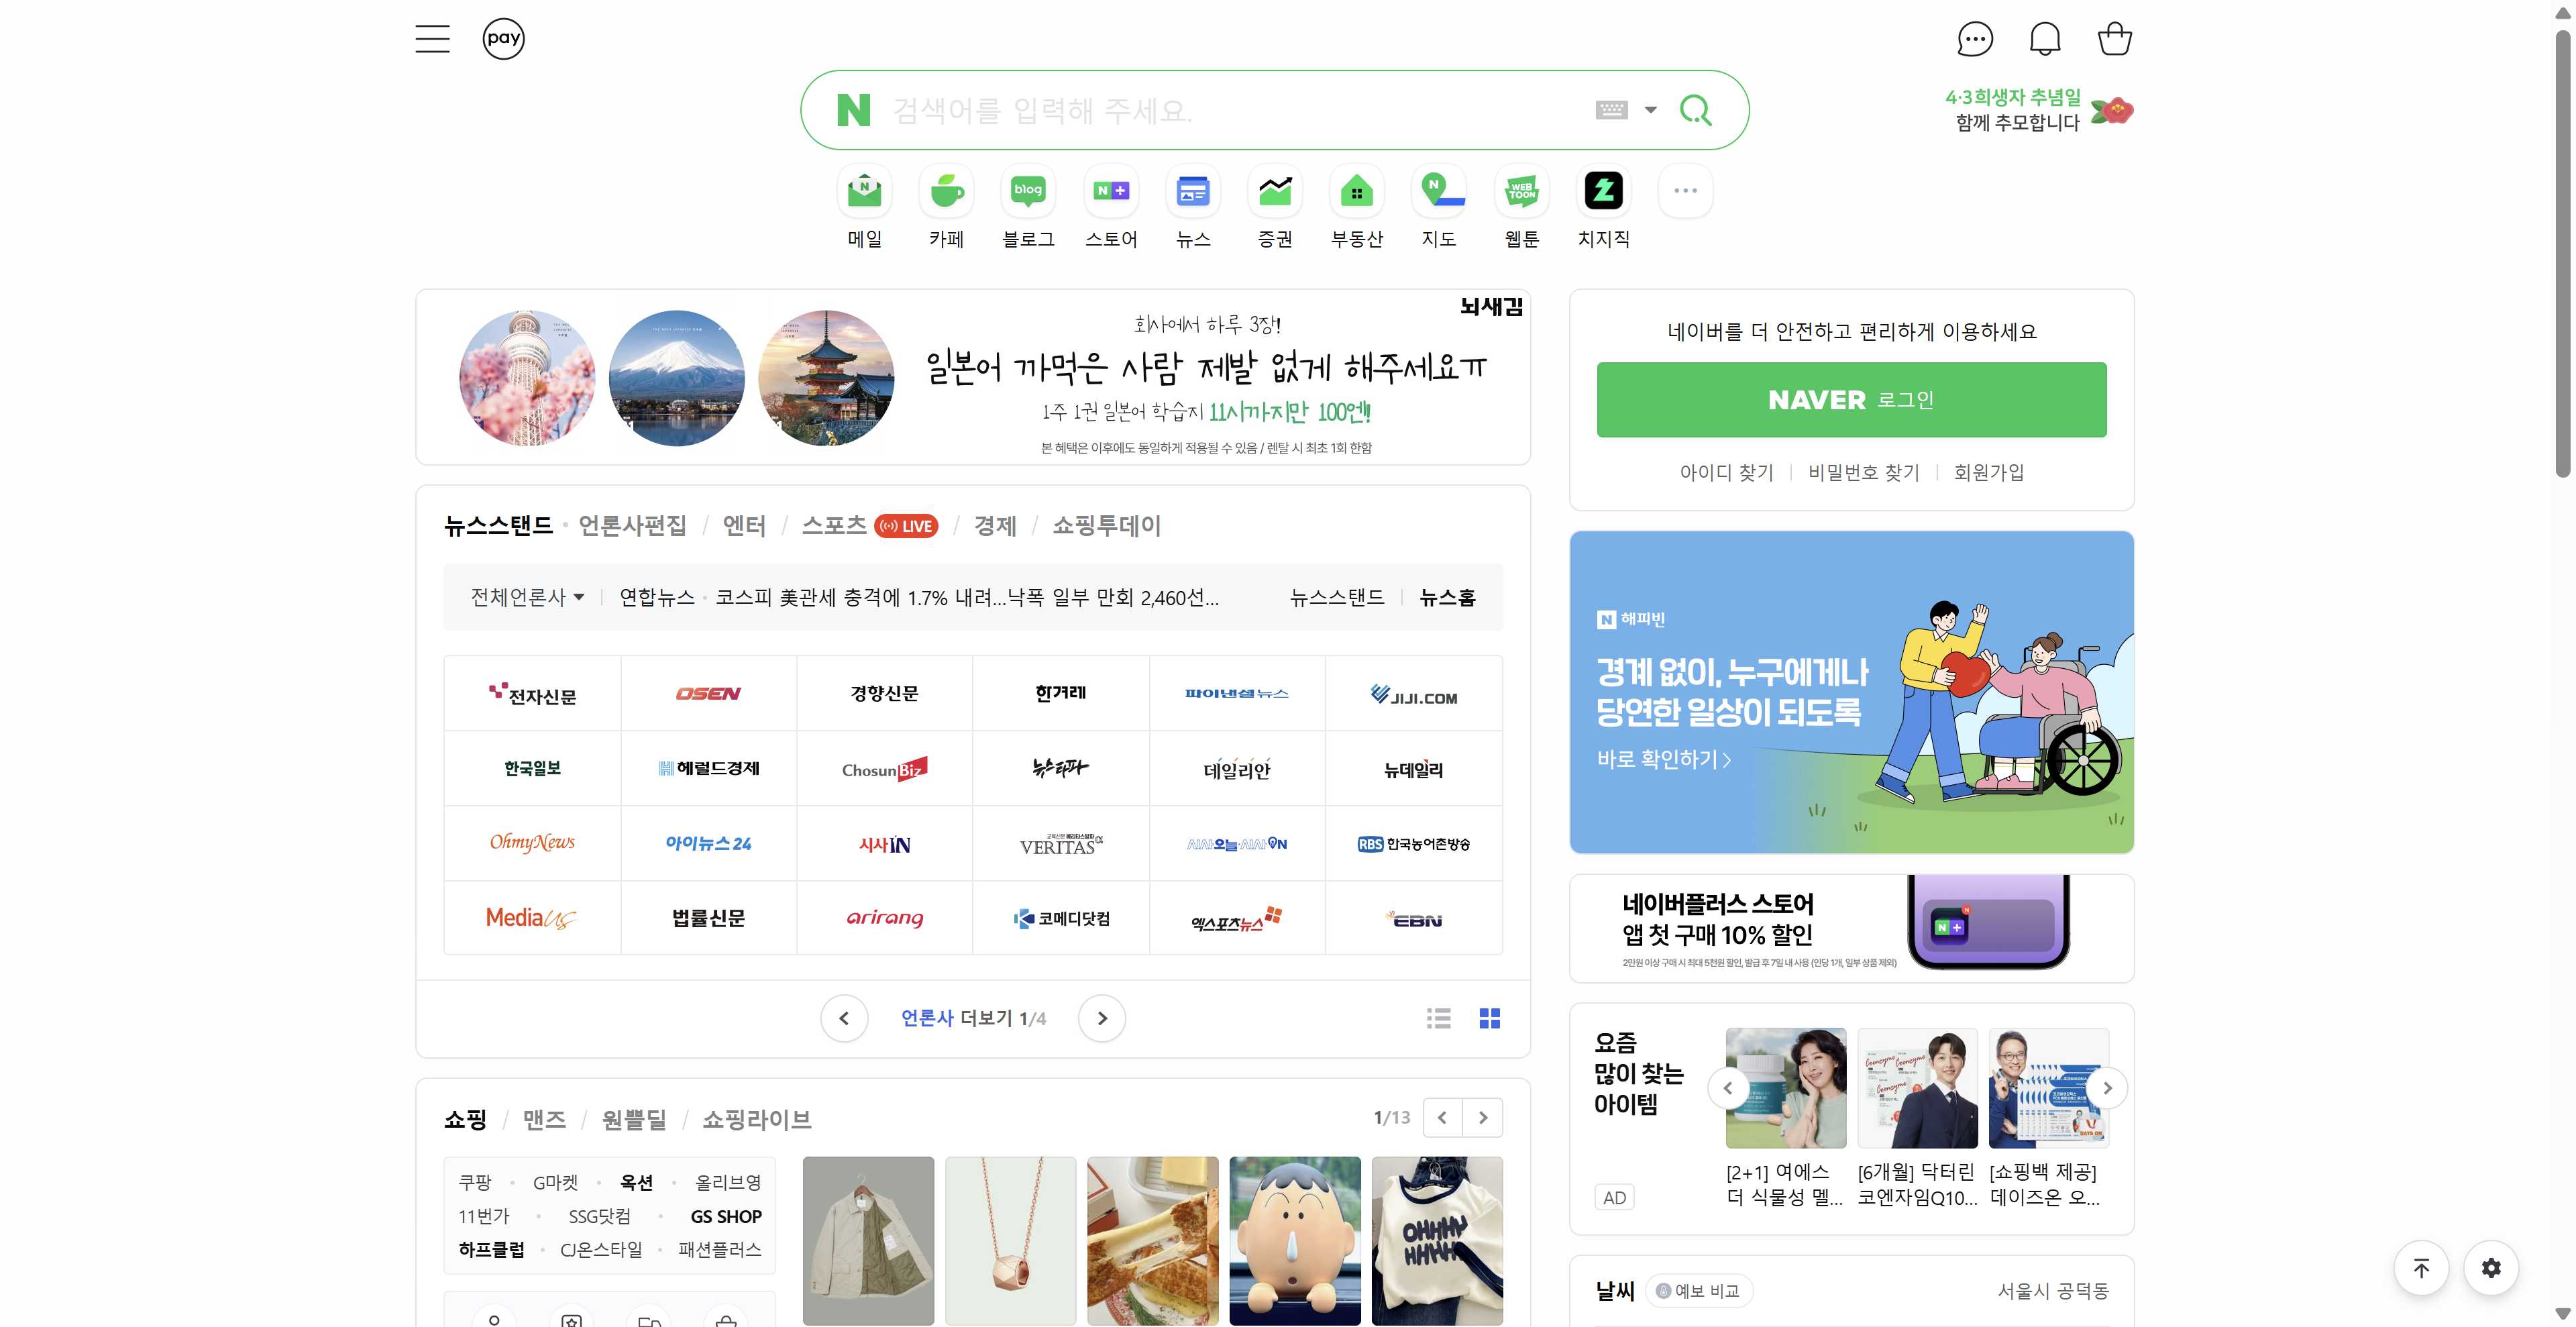 pay
4·3희생자 추념일
함께 추모합니다
N 검색어를 입력해 주세요.
메일
카페
블로그
스토어
뉴스
증권
부동산
지도
웹툰
치지직
뇌새김
회사에서 하루 3장!
일본어 까먹은 사람 제발 없게 해주세요ㅠ
1주 1권 일본어 학습지 11시까지만 100엔!
본 혜택은 이후에도 동일하게 적용될 수 있음 / 렌탈 시 최초 1회 한함
네이버를 더 안전하고 편리하게 이용하세요
NAVER 로그인
아이디 찾기 비밀번호 찾기 회원가입
뉴스스탠드 · 언론사편집 / 엔터 / 스포츠 LIVE / 경제 / 쇼핑투데이
전체언론사 연합뉴스 · 코스피 美관세 충격에 1.7% 내려…낙폭 일부 만회 2,460선… 뉴스스탠드 뉴스홈
전자신문 OSEN 경향신문 한겨레 파이낸셜뉴스 JIJI.COM
한국일보 헤럴드경제 ChosunBiz 뉴스타파 데일리안 뉴데일리
OhmyNews 아이뉴스24 시사IN 교육신문 베리타스알파 VERITASα 시사오늘·시사ON RBS 한국농어촌방송
Mediaus 법률신문 arirang 코메디닷컴 엑스포츠뉴스 EBN
언론사 더보기 1/4
N 해피빈
경계 없이, 누구에게나
당연한 일상이 되도록
바로 확인하기 >
네이버플러스 스토어
앱 첫 구매 10% 할인
2만원 이상 구매 시 최대 5천원 할인, 발급 후 7일 내 사용 (인당 1개, 일부 상품 제외)
요즘
많이 찾는
아이템
AD
[2+1] 여에스
더 식물성 멜...
[6개월] 닥터린
코엔자임Q10...
[쇼핑백 제공]
데이즈온 오...
쇼핑 / 맨즈 / 원쁠딜 / 쇼핑라이브
1/13
쿠팡 · G마켓 · 옥션 · 올리브영
11번가 · SSG닷컴 · GS SHOP
하프클럽 · CJ온스타일 · 패션플러스
OHHHH
HHHHH
날씨 예보 비교 서울시 공덕동